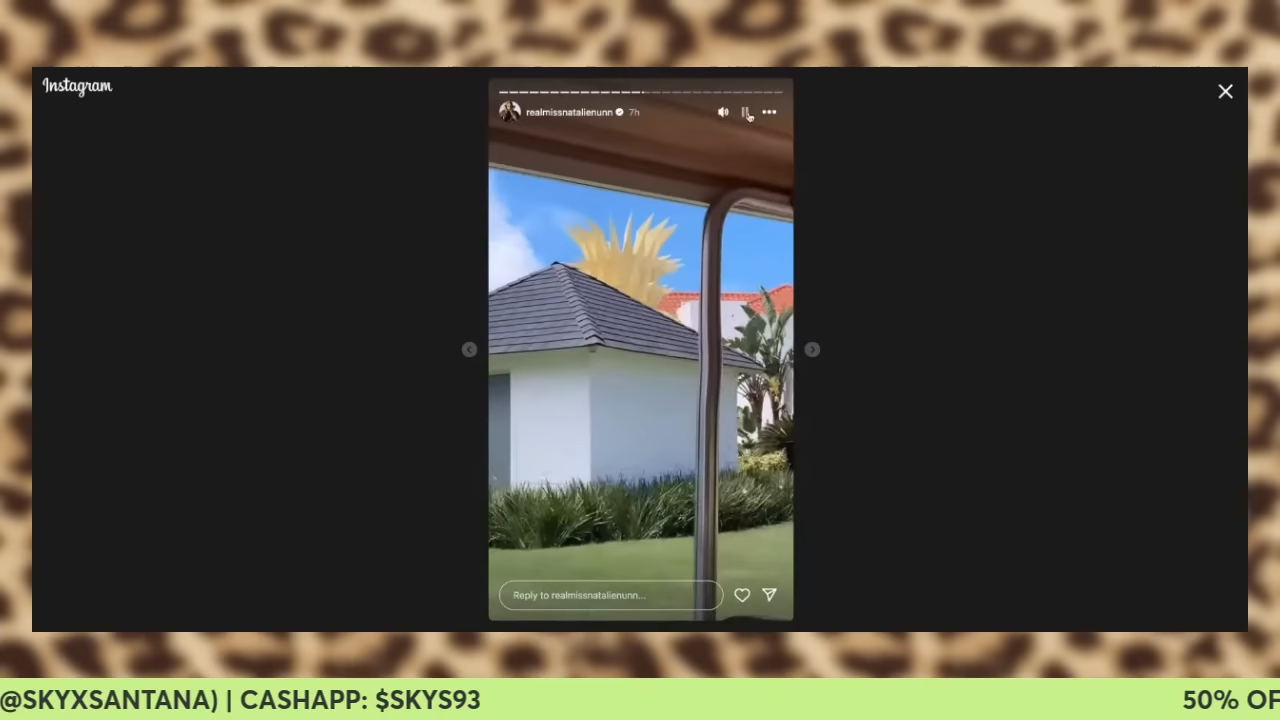 Instagram
realmissnatalienunn 7h
Reply to realmissnatalienunn...
@SKYXSANTANA) | CASHAPP: $SKYS93
50% OF